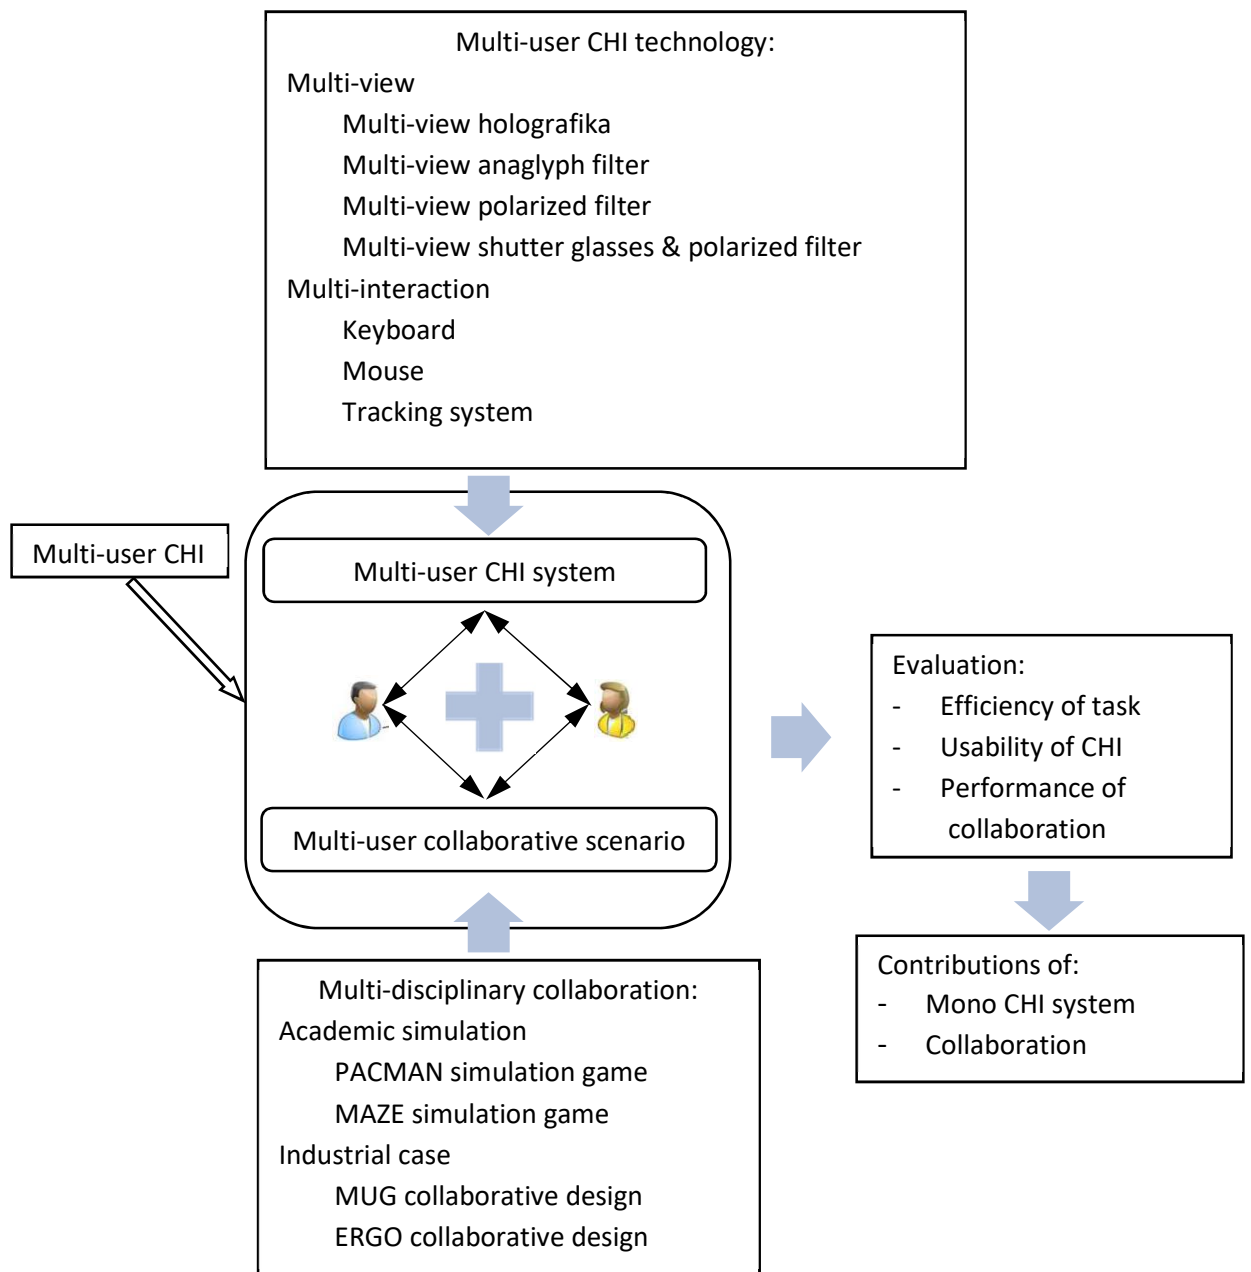 Multi-user CHI technology:
Multi-view
Multi-view holografika
Multi-view anaglyph filter
Multi-view polarized filter
Multi-view shutter glasses & polarized filter
Multi-interaction
Keyboard
Mouse
Tracking system
Multi-user CHI
Multi-user CHI system
Multi-user collaborative scenario
Evaluation:
- Efficiency of task
- Usability of CHI
- Performance of
collaboration
Contributions of:
- Mono CHI system
- Collaboration
Multi-disciplinary collaboration:
Academic simulation
PACMAN simulation game
MAZE simulation game
Industrial case
MUG collaborative design
ERGO collaborative design